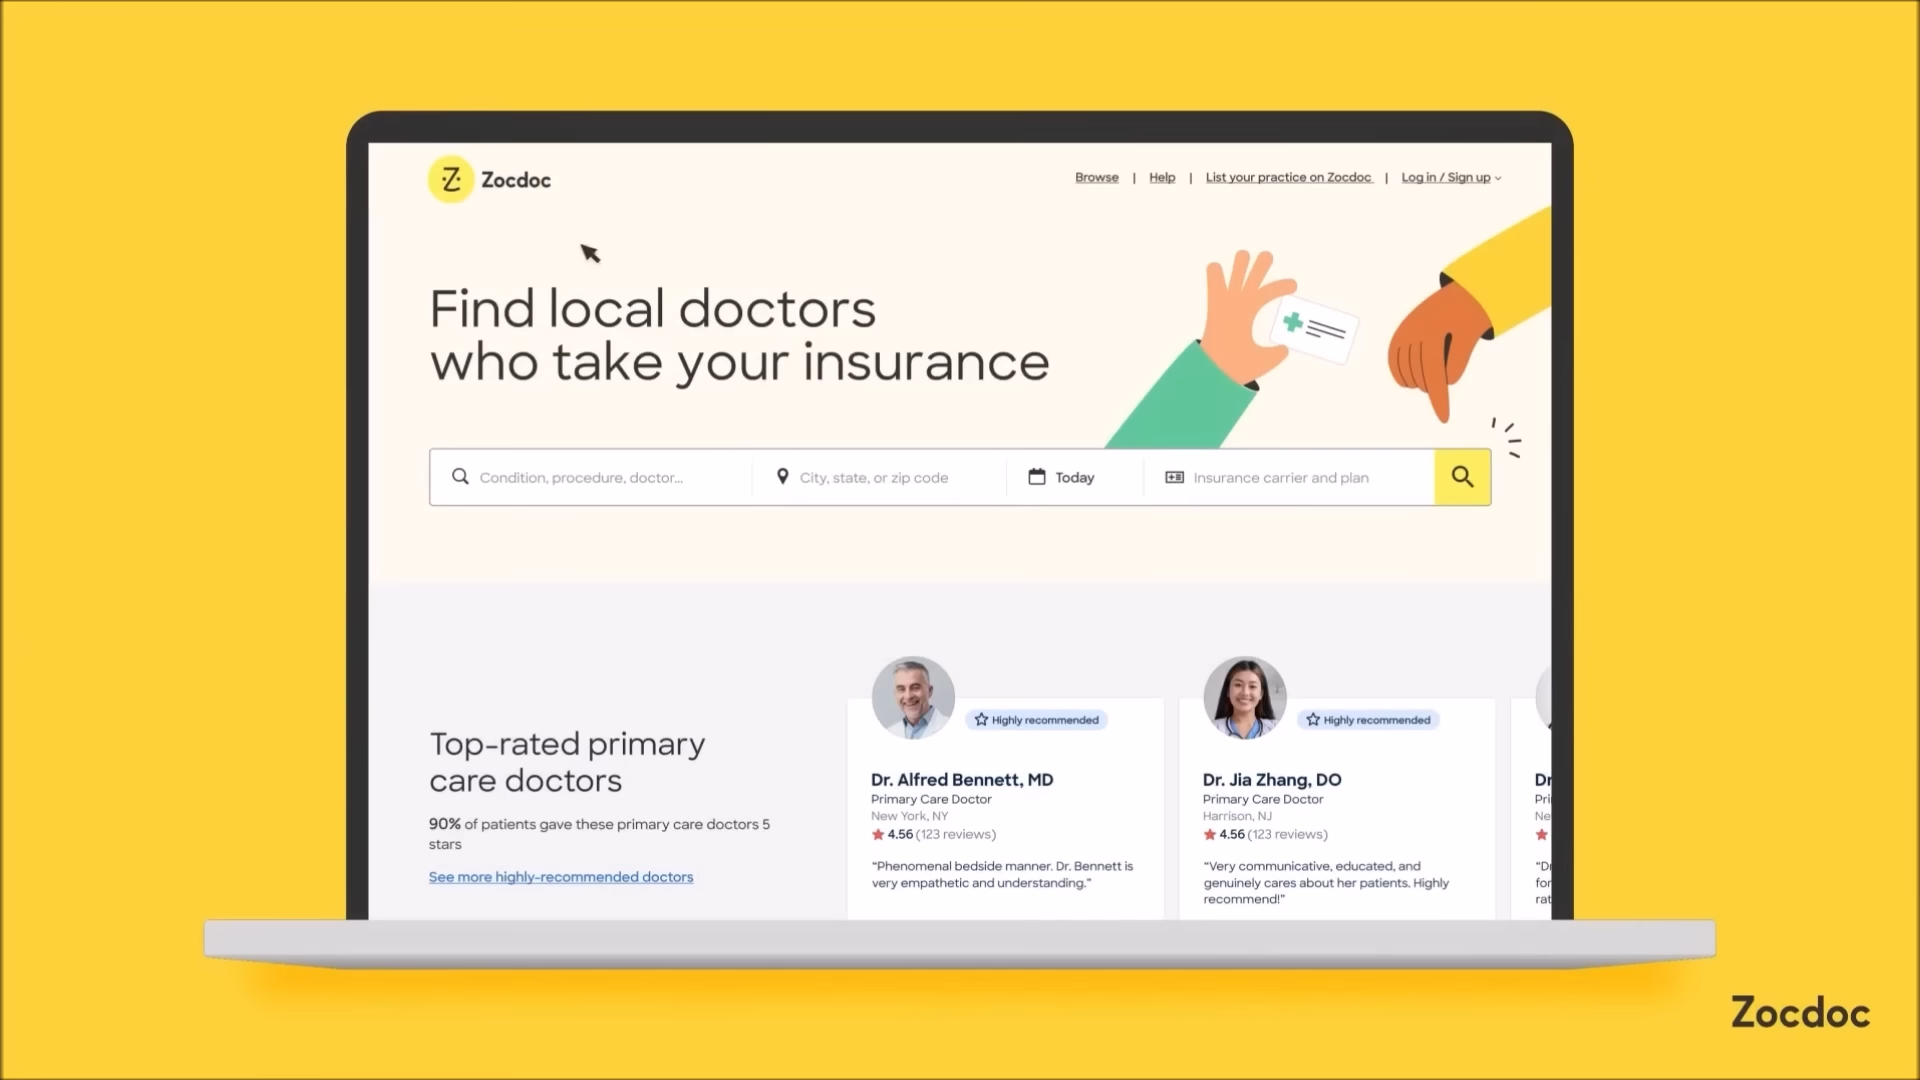 Zocdoc
Browse | Help | List your practice on Zocdoc | Log in / Sign up
Find local doctors
who take your insurance
Condition, procedure, doctor...
City, state, or zip code
Today
Insurance carrier and plan
Top-rated primary
care doctors
90% of patients gave these primary care doctors 5
stars
See more highly-recommended doctors
Highly recommended
Dr. Alfred Bennett, MD
Primary Care Doctor
New York, NY
4.56 (123 reviews)
“Phenomenal bedside manner. Dr. Bennett is
very empathetic and understanding.”
Highly recommended
Dr. Jia Zhang, DO
Primary Care Doctor
Harrison, NJ
4.56 (123 reviews)
“Very communicative, educated, and
genuinely cares about her patients. Highly
recommend!”
Zocdoc